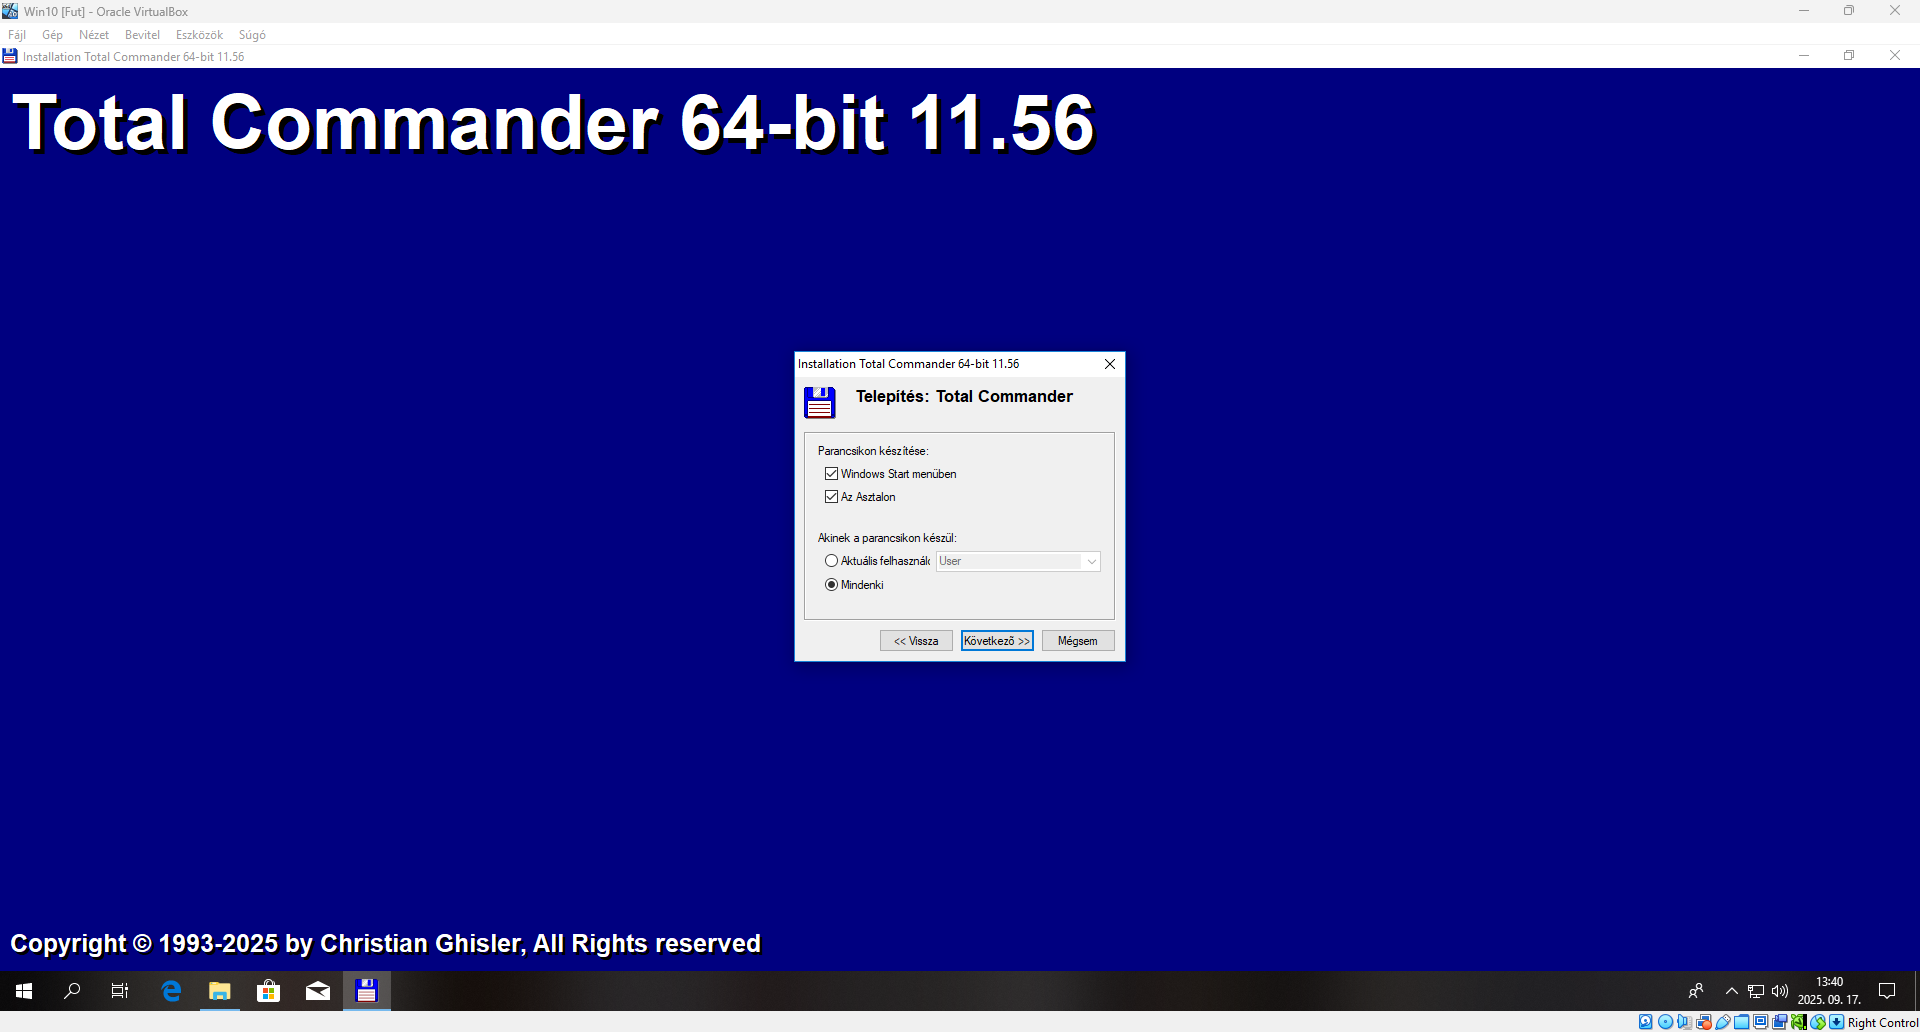 Win10 [Fut] - Oracle VirtualBox
Fájl Gép Nézet Bevitel Eszközök Súgó
Installation Total Commander 64-bit 11.56
Total Commander 64-bit 11.56
Installation Total Commander 64-bit 11.56
Telepítés: Total Commander
Parancsikon készítése:
Windows Start menüben
Az Asztalon
Akinek a parancsikon készül:
Aktuális felhasználó User
Mindenki
<< Vissza Következõ >> Mégsem
Copyright © 1993-2025 by Christian Ghisler, All Rights reserved
13:40
2025. 09. 17.
Right Control